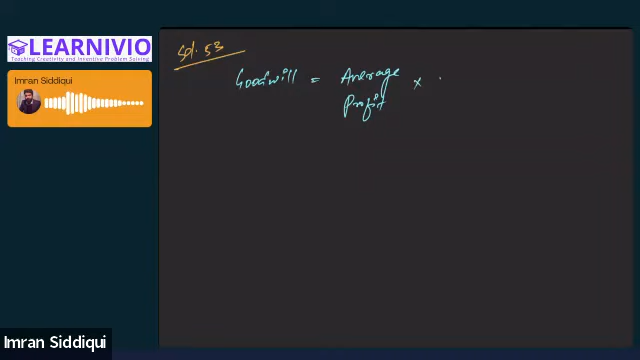 LEARNIVIO
Teaching Creativity and Inventive Problem Solving
Imran Siddiqui
Sol. 53
Goodwill = Average Profit ×
Imran Siddiqui